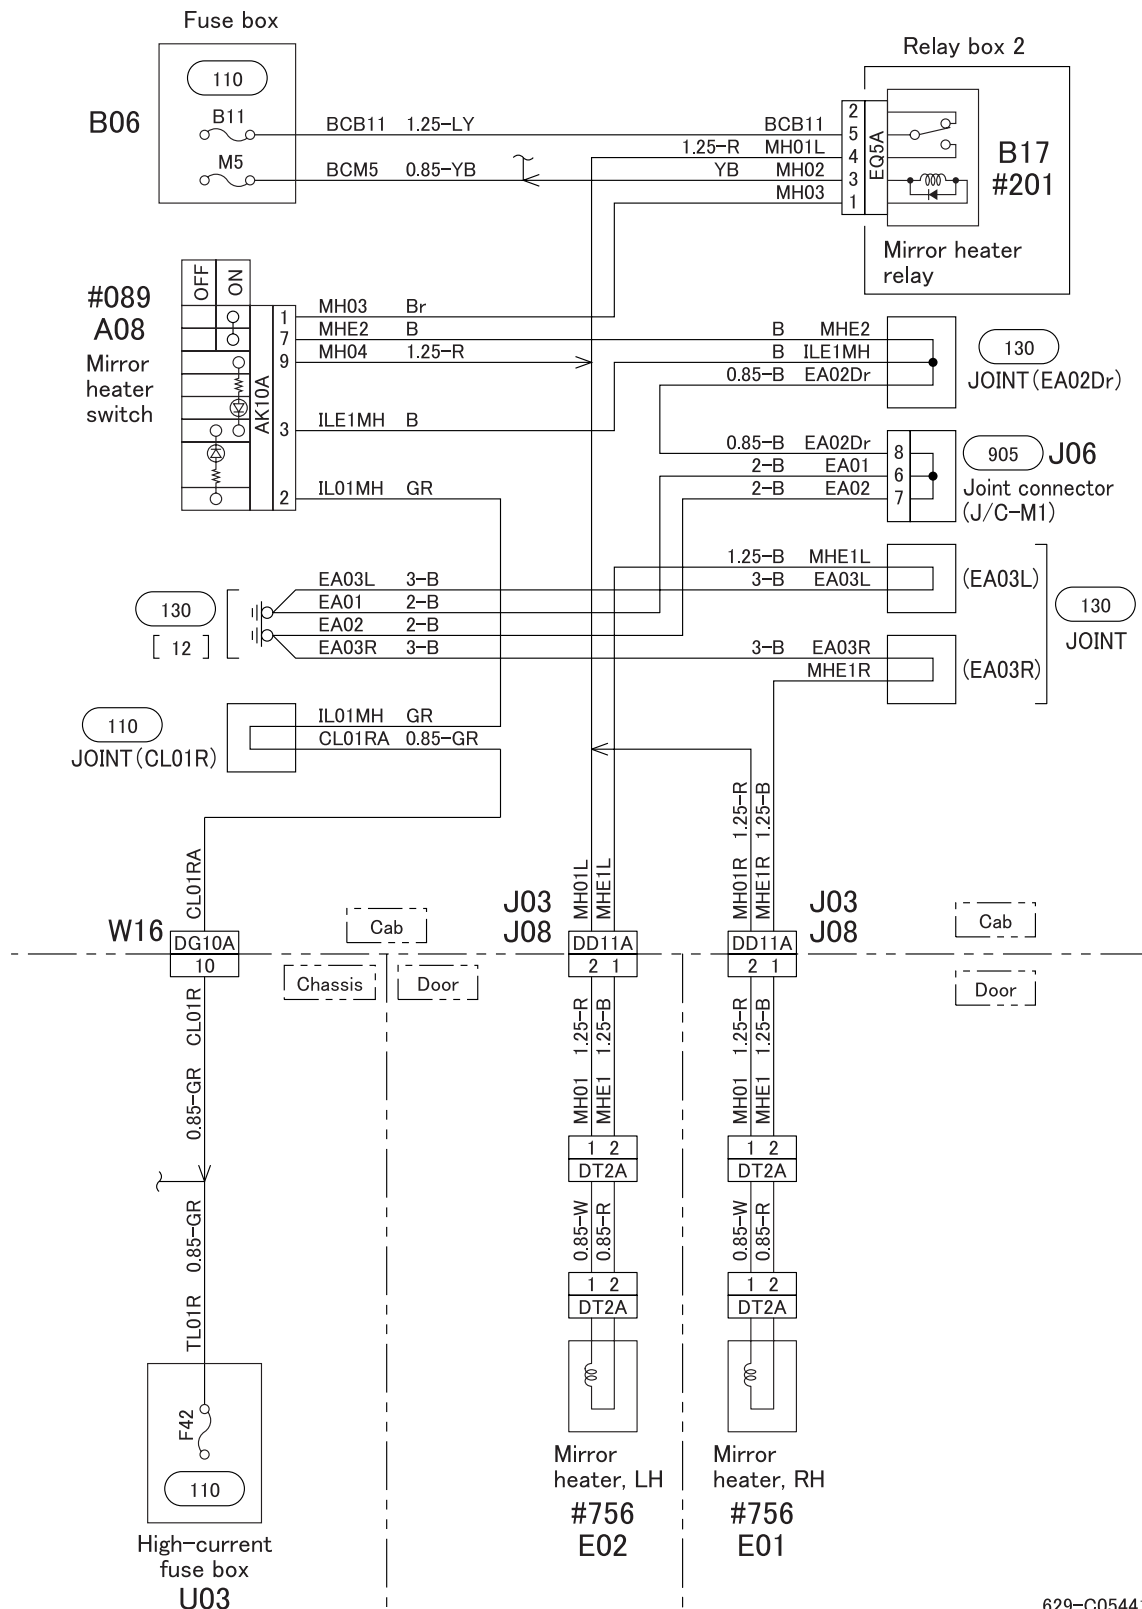 Fuse box
Relay box 2
110
B06
B11
BCB11 1.25-LY
BCB11
2
5
1.25-R MH01L
4
M5
BCM5 0.85-YB
YB MH02
3
MH03
1
EQ5A
B17
#201
Mirror heater
relay
#089
A08
Mirror
heater
switch
OFF
ON
AK10A
1
MH03 Br
7
MHE2 B
9
MH04 1.25-R
3
ILE1MH B
2
IL01MH GR
B MHE2
B ILE1MH
0.85-B EA02Dr
130
JOINT(EA02Dr)
0.85-B EA02Dr
8
2-B EA01
6
2-B EA02
7
905
J06
Joint connector
(J/C-M1)
1.25-B MHE1L
3-B EA03L
(EA03L)
130
[ 12 ]
EA03L 3-B
EA01 2-B
EA02 2-B
EA03R 3-B
3-B EA03R
MHE1R
(EA03R)
130
JOINT
110
JOINT(CL01R)
IL01MH GR
CL01RA 0.85-GR
CL01RA
MH01L
MHE1L
MH01R 1.25-R
MHE1R 1.25-B
W16
DG10A
10
Cab
J03
J08
DD11A
2 1
J03
J08
DD11A
2 1
Cab
Chassis
Door
Door
0.85-GR CL01R
MH01 1.25-R
MHE1 1.25-B
MH01 1.25-R
MHE1 1.25-B
1 2
DT2A
1 2
DT2A
TL01R 0.85-GR
0.85-W
0.85-R
0.85-W
0.85-R
1 2
DT2A
1 2
DT2A
F42
110
High-current
fuse box
U03
Mirror
heater, LH
#756
E02
Mirror
heater, RH
#756
E01